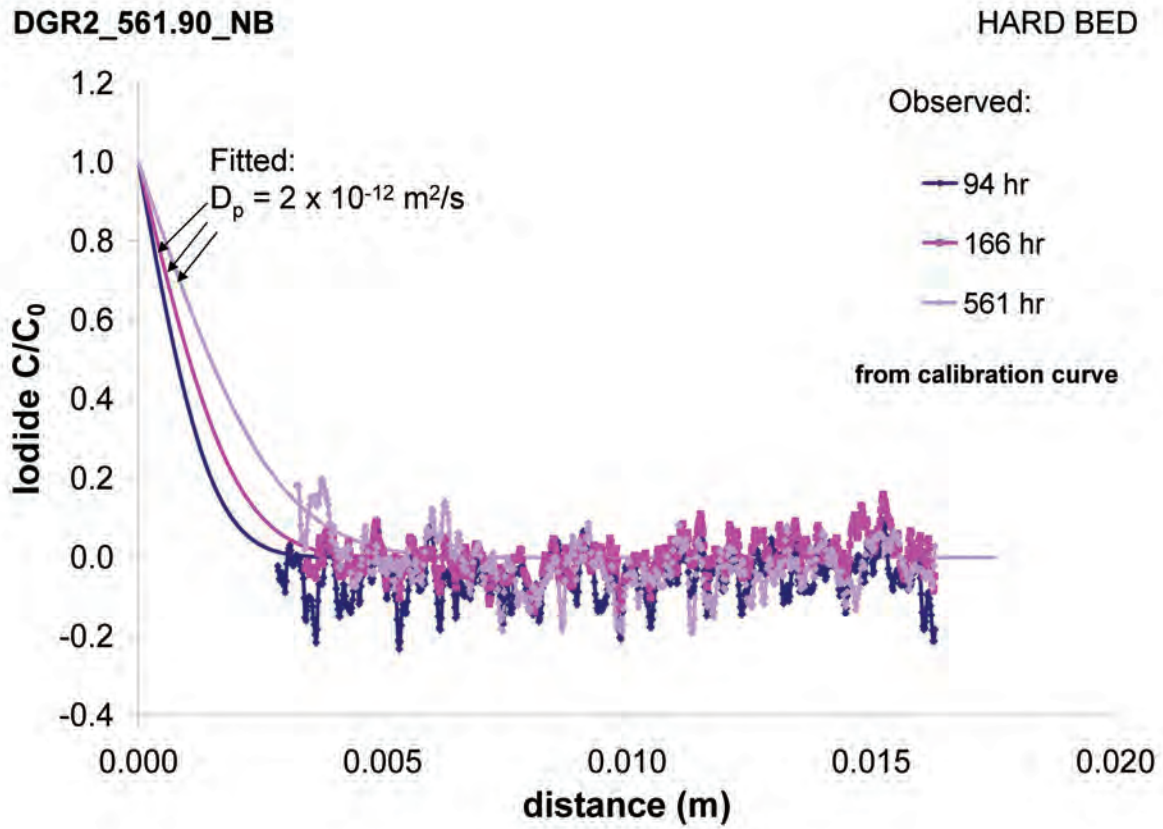 DGR2_561.90_NB
HARD BED
1.2
1.0
0.8
0.6
0.4
0.2
0.0
-0.2
-0.4
Iodide C/C₀
Fitted:
Dₚ = 2 x 10⁻¹² m²/s
Observed:
94 hr
166 hr
561 hr
from calibration curve
0.000
0.005
0.010
0.015
0.020
distance (m)